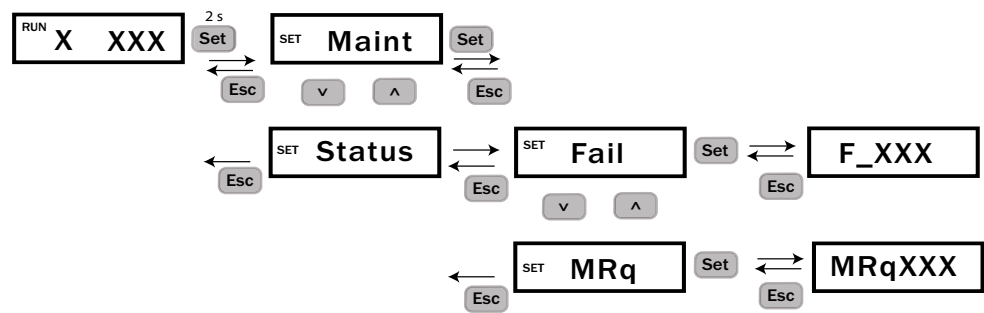 2 s
RUN X XXX Set SET Maint Set
Esc ˅ ˄ Esc
SET Status SET Fail Set F_XXX
Esc Esc Esc
˅ ˄
SET MRq Set MRqXXX
Esc Esc